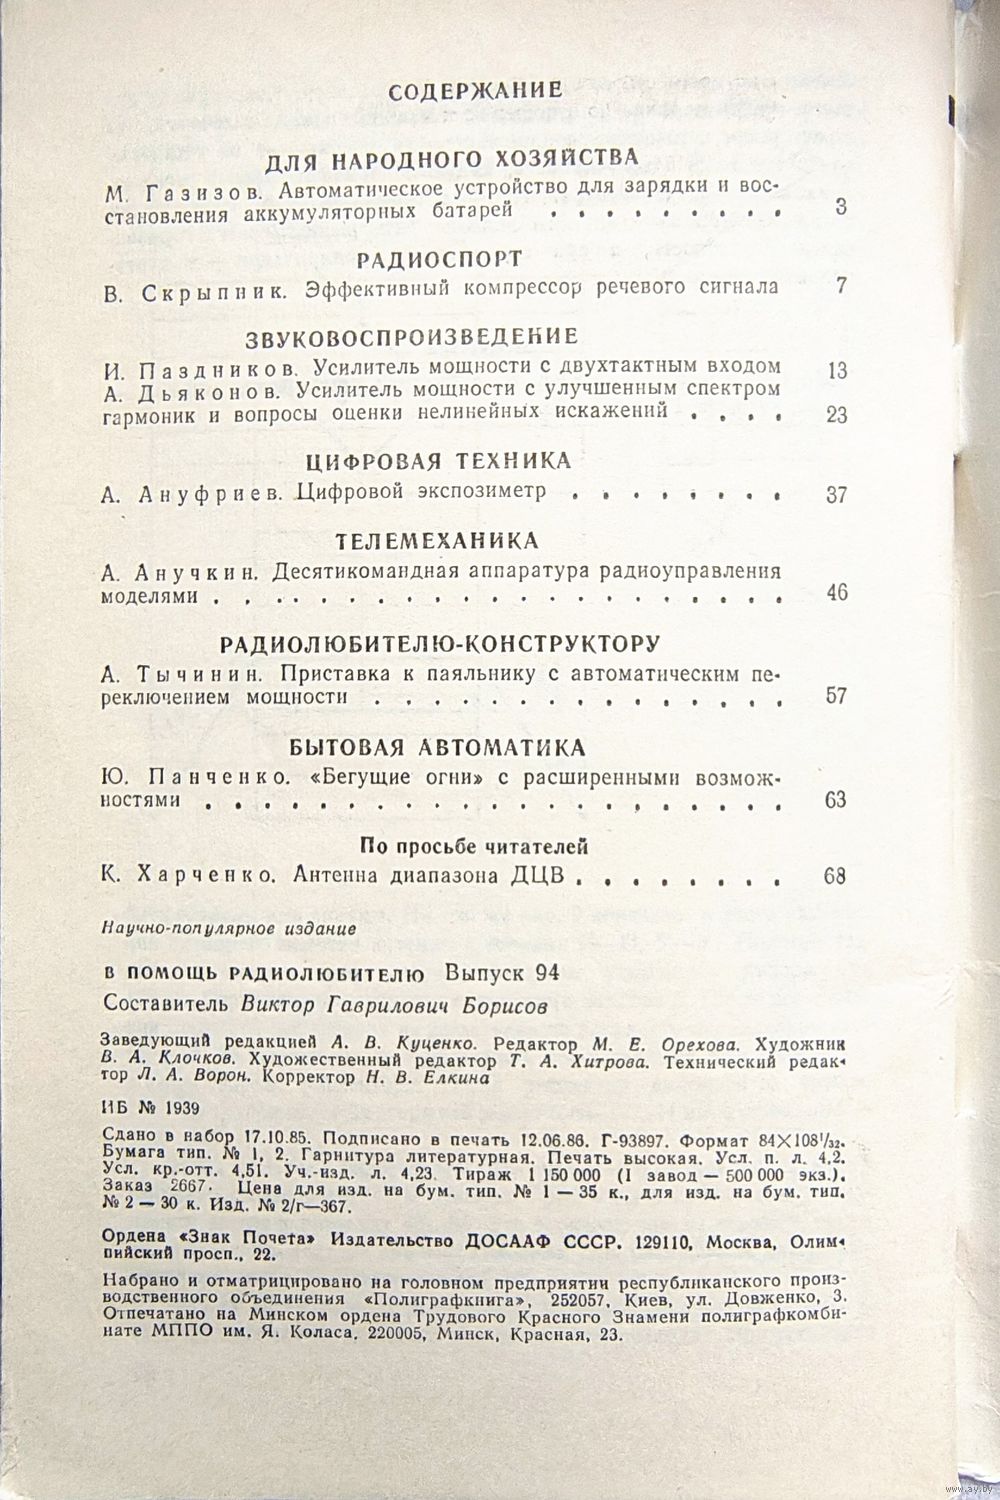 СОДЕРЖАНИЕ
ДЛЯ НАРОДНОГО ХОЗЯЙСТВА
М. Газизов. Автоматическое устройство для зарядки и вос-
становления аккумуляторных батарей . . . . . . . . . 3
РАДИОСПОРТ
В. Скрыпник. Эффективный компрессор речевого сигнала 7
ЗВУКОВОСПРОИЗВЕДЕНИЕ
И. Паздников. Усилитель мощности с двухтактным входом 13
А. Дьяконов. Усилитель мощности с улучшенным спектром
гармоник и вопросы оценки нелинейных искажений . . . . 23
ЦИФРОВАЯ ТЕХНИКА
А. Ануфриев. Цифровой экспозиметр . . . . . . . . 37
ТЕЛЕМЕХАНИКА
А. Анучкин. Десятикомандная аппаратура радиоуправления
моделями . . . . . . . . . . . . . . . . . . . . . 46
РАДИОЛЮБИТЕЛЮ-КОНСТРУКТОРУ
А. Тычинин. Приставка к паяльнику с автоматическим пе-
реключением мощности . . . . . . . . . . . . . . . 57
БЫТОВАЯ АВТОМАТИКА
Ю. Панченко. «Бегущие огни» с расширенными возмож-
ностями . . . . . . . . . . . . . . . . . . . . . 63
По просьбе читателей
К. Харченко. Антенна диапазона ДЦВ . . . . . . . . 68
Научно-популярное издание
В ПОМОЩЬ РАДИОЛЮБИТЕЛЮ Выпуск 94
Составитель Виктор Гаврилович Борисов
Заведующий редакцией А. В. Куценко. Редактор М. Е. Орехова. Художник
В. А. Клочков. Художественный редактор Т. А. Хитрова. Технический редак-
тор Л. А. Ворон. Корректор Н. В. Елкина
ИБ № 1939
Сдано в набор 17.10.85. Подписано в печать 12.06.86. Г-93897. Формат 84×108¹/₃₂.
Бумага тип. № 1, 2. Гарнитура литературная. Печать высокая. Усл. п. л. 4,2.
Усл. кр.-отт. 4,51. Уч.-изд. л. 4,23. Тираж 1 150 000 (1 завод — 500 000 экз.).
Заказ 2667. Цена для изд. на бум. тип. № 1 — 35 к., для изд. на бум. тип.
№ 2 — 30 к. Изд. № 2/г—367.
Ордена «Знак Почета» Издательство ДОСААФ СССР. 129110, Москва, Олим-
пийский просп., 22.
Набрано и отматрицировано на головном предприятии республиканского произ-
водственного объединения «Полиграфкнига», 252057, Киев, ул. Довженко, 3.
Отпечатано на Минском ордена Трудового Красного Знамени полиграфкомби-
нате МППО им. Я. Коласа. 220005, Минск, Красная, 23.
www.ay.by